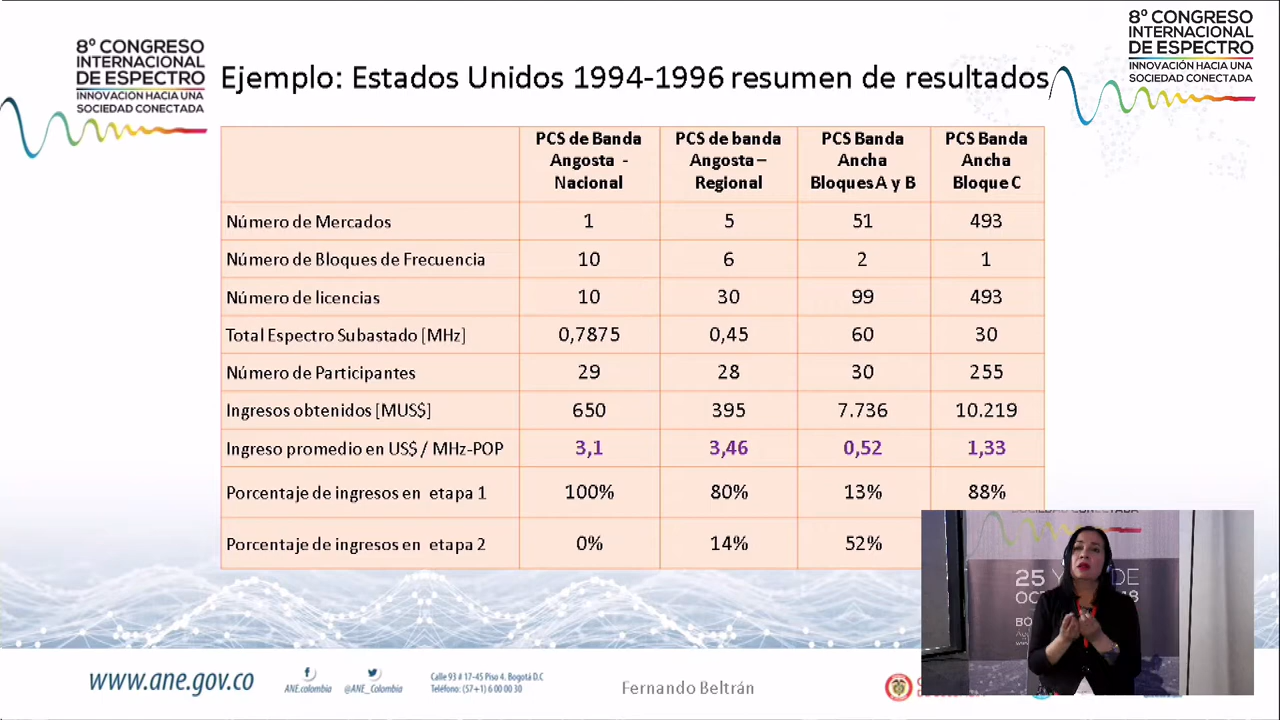 8º CONGRESO
INTERNACIONAL
DE ESPECTRO
INNOVACIÓN HACIA UNA
SOCIEDAD CONECTADA
Ejemplo: Estados Unidos 1994-1996 resumen de resultados
8º CONGRESO
INTERNACIONAL
DE ESPECTRO
INNOVACIÓN HACIA UNA
SOCIEDAD CONECTADA
PCS de Banda Angosta - Nacional PCS de banda Angosta – Regional PCS Banda Ancha Bloques A y B PCS Banda Ancha Bloque C
Número de Mercados 1 5 51 493
Número de Bloques de Frecuencia 10 6 2 1
Número de licencias 10 30 99 493
Total Espectro Subastado [MHz] 0,7875 0,45 60 30
Número de Participantes 29 28 30 255
Ingresos obtenidos [MUS$] 650 395 7.736 10.219
Ingreso promedio en US$ / MHz-POP 3,1 3,46 0,52 1,33
Porcentaje de ingresos en etapa 1 100% 80% 13% 88%
Porcentaje de ingresos en etapa 2 0% 14% 52%
SOCIEDAD CONECTADA
25 DE
www.ane.gov.co
ANE.colombia
@ANE_Colombia
Calle 93 # 17-45 Piso 4. Bogotá D.C
Teléfono: (57+1) 6 00 00 30
Fernando Beltrán